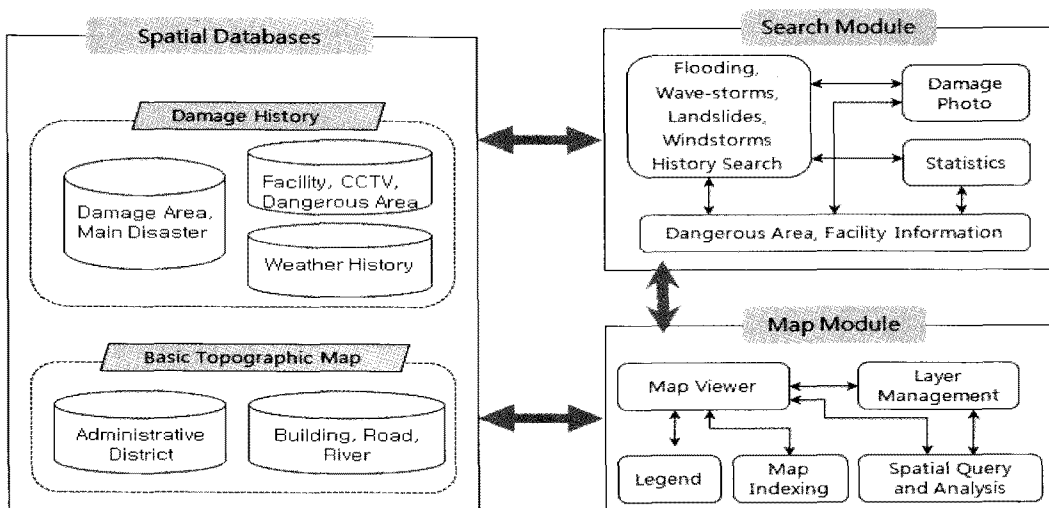 Spatial Databases
Damage History
Damage Area,
Main Disaster
Facility, CCTV,
Dangerous Area
Weather History
Basic Topographic Map
Administrative
District
Building, Road,
River
Search Module
Flooding,
Wave-storms,
Landslides,
Windstorms
History Search
Damage
Photo
Statistics
Dangerous Area, Facility Information
Map Module
Map Viewer
Layer
Management
Legend
Map
Indexing
Spatial Query
and Analysis